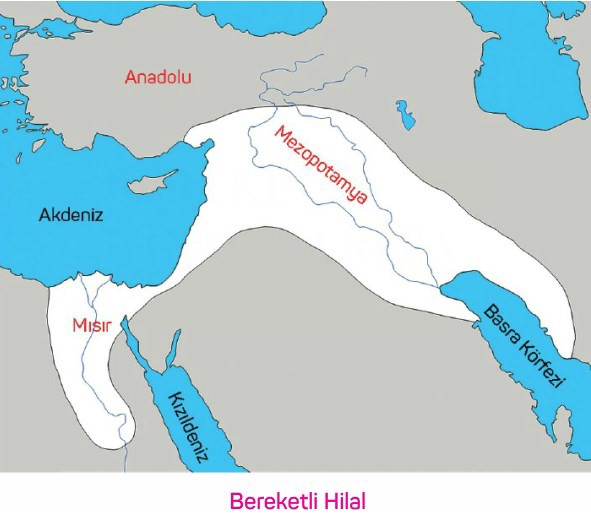 Anadolu
Mezopotamya
Akdeniz
Mısır
Basra Körfezi
Kızıldeniz
Bereketli Hilal